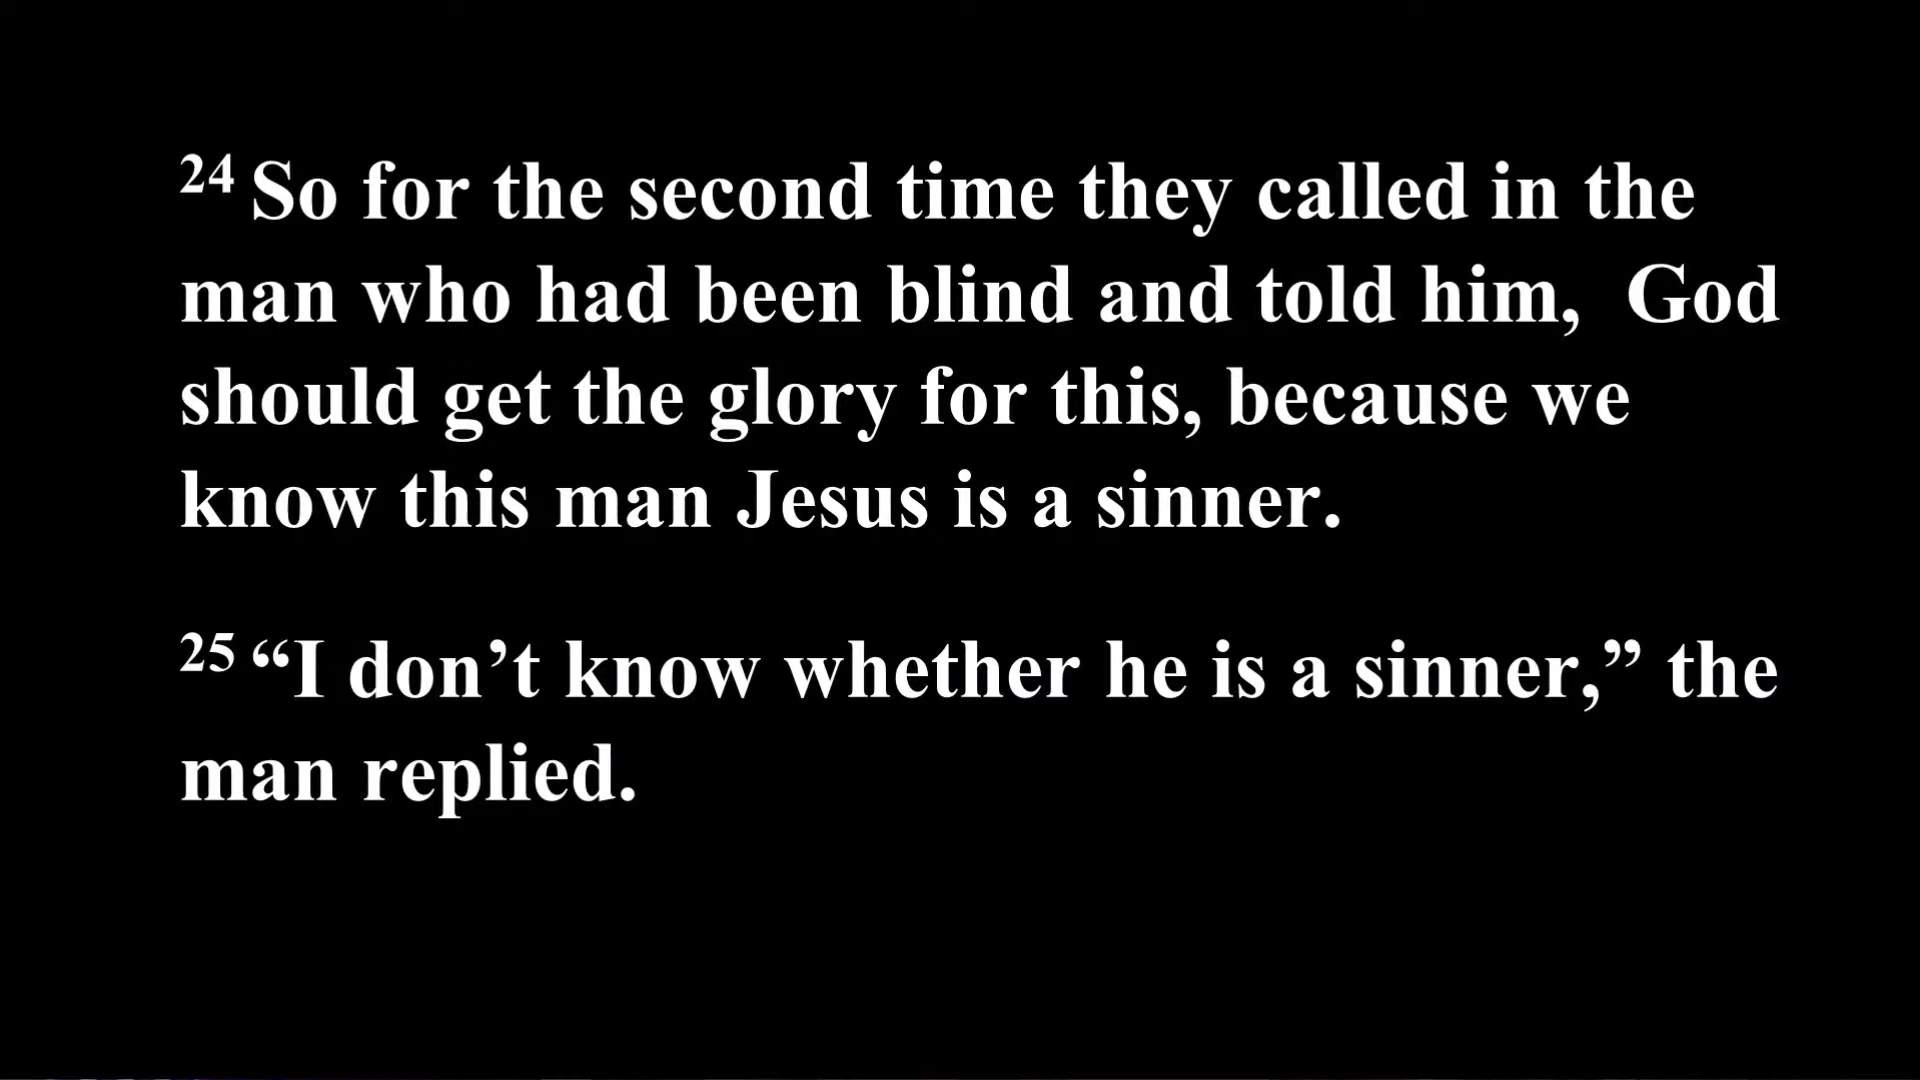 24 So for the second time they called in the
man who had been blind and told him,  God
should get the glory for this, because we
know this man Jesus is a sinner.
25 “I don’t know whether he is a sinner,” the
man replied.